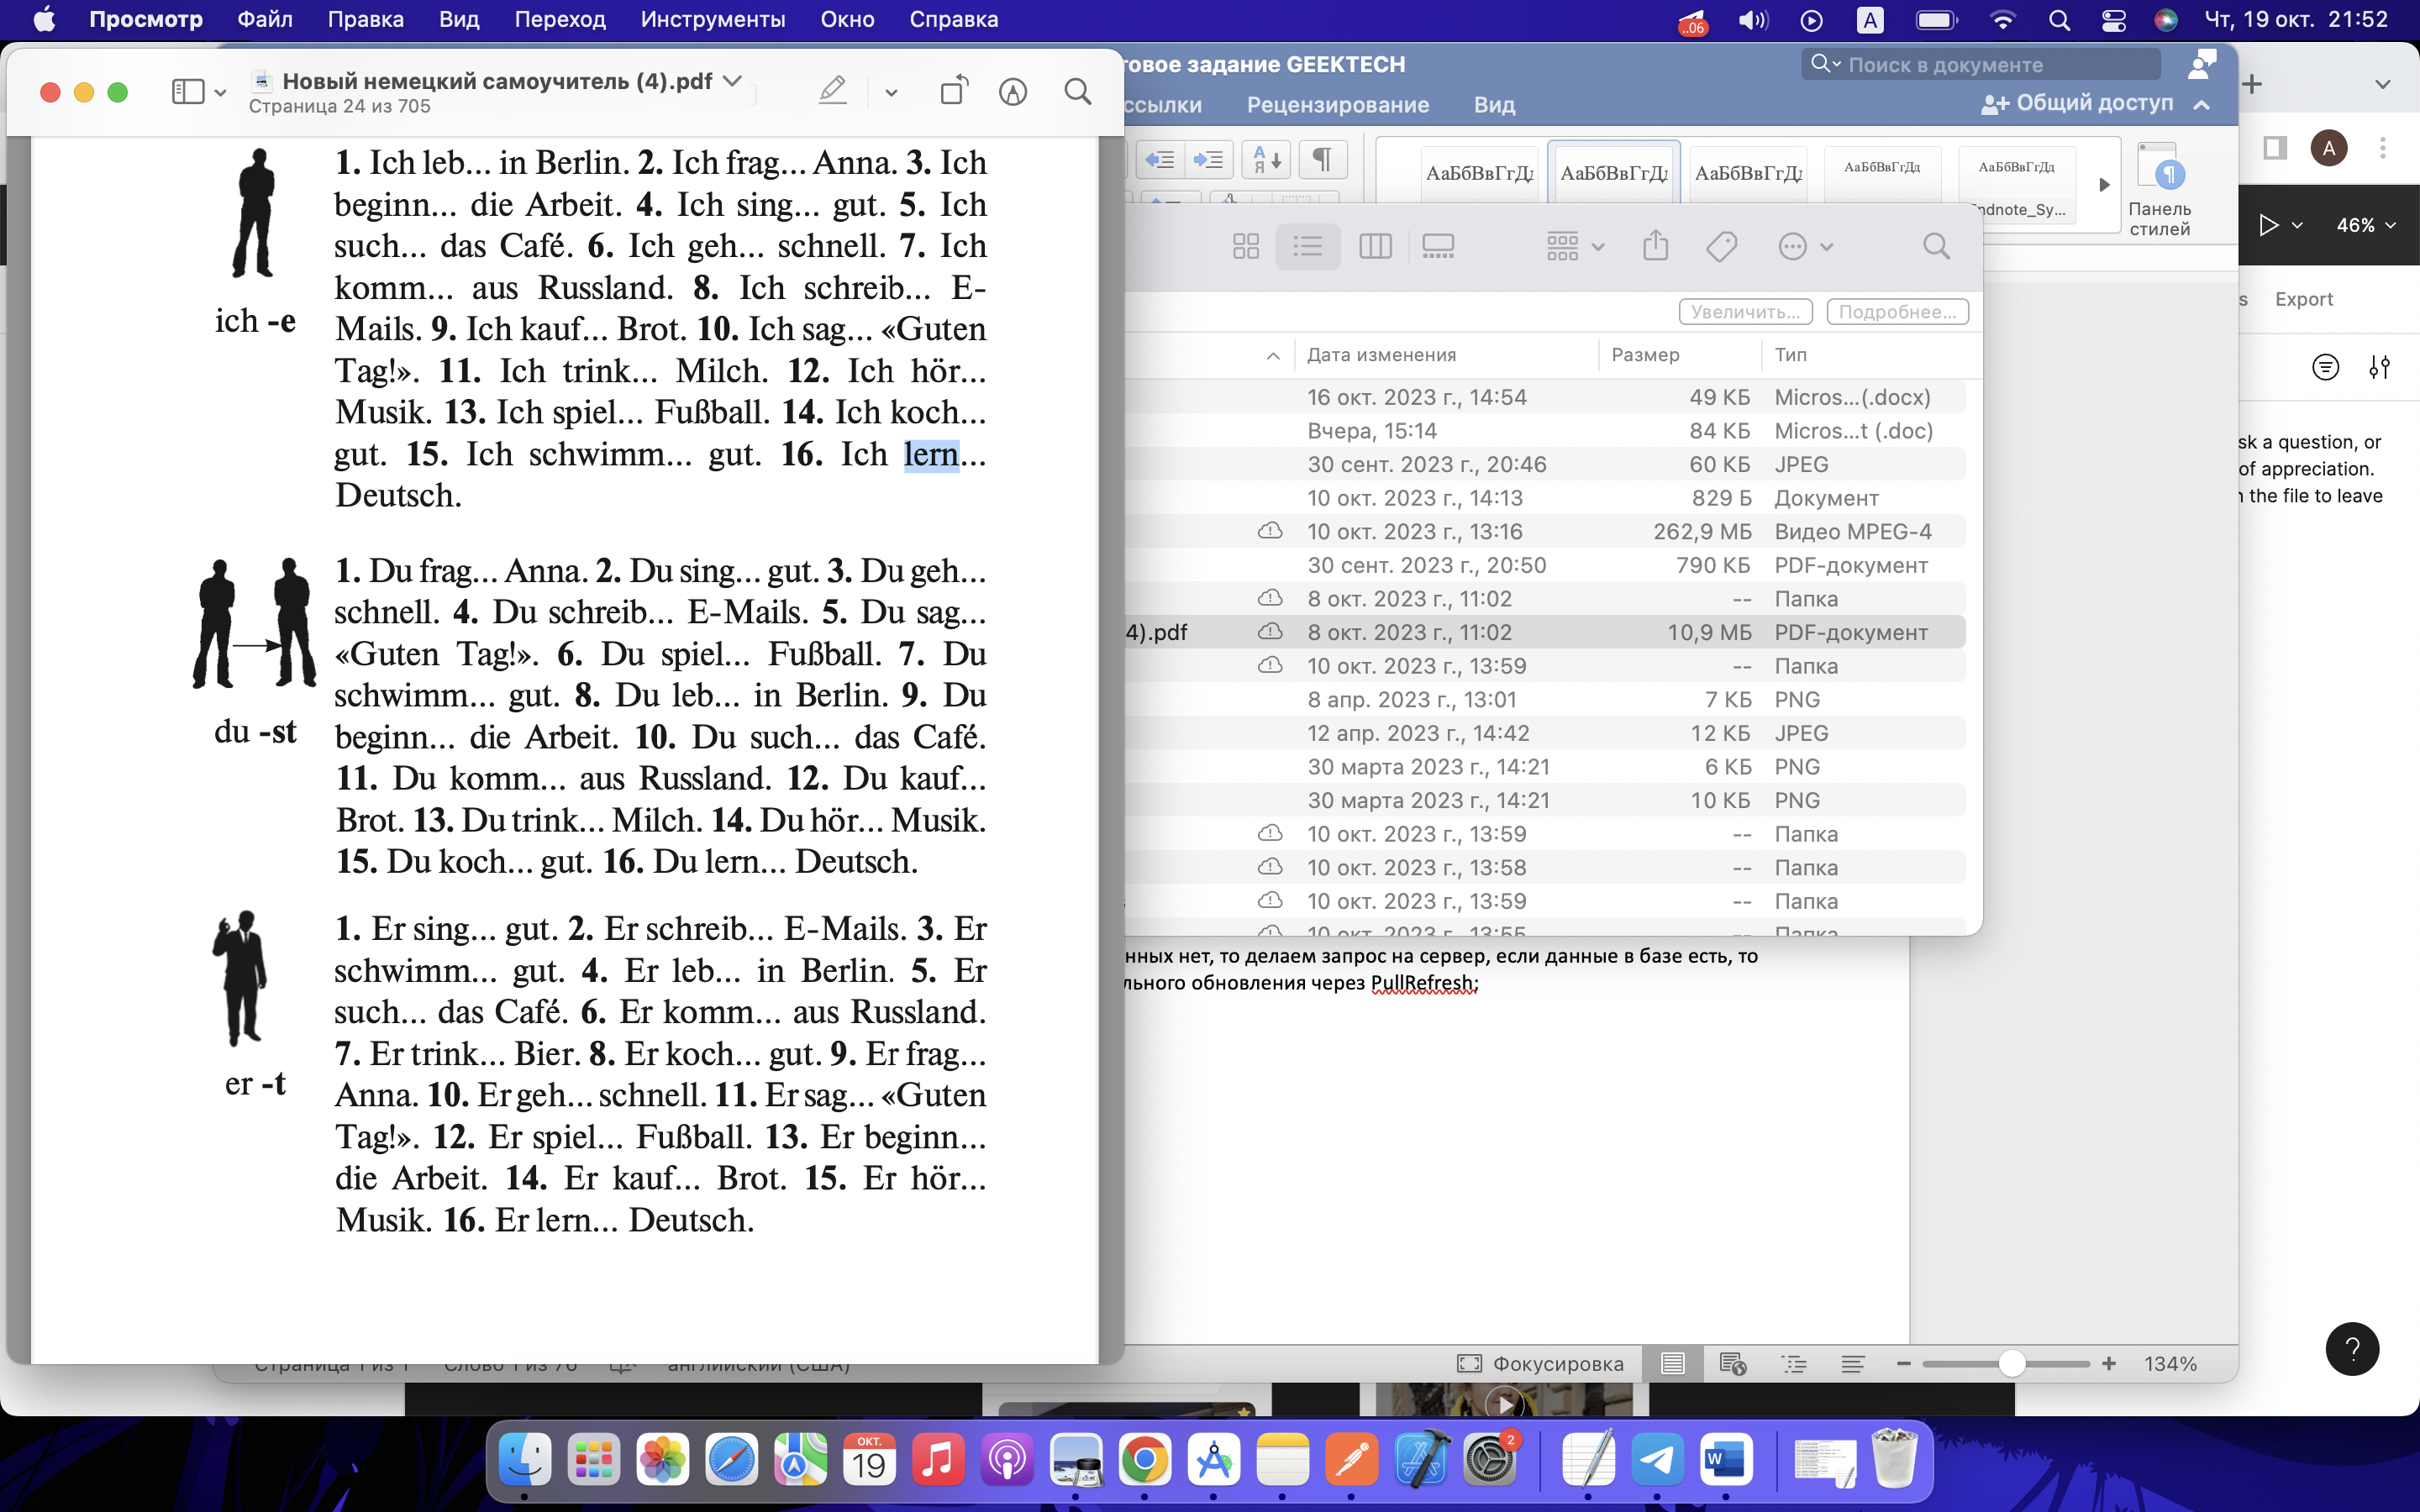 Просмотр Файл Правка Вид Переход Инструменты Окно Справка
..06 A Чт, 19 окт. 21:52
Новый немецкий самоучитель (4).pdf
Страница 24 из 705
1. Ich leb... in Berlin. 2. Ich frag... Anna. 3. Ich
beginn... die Arbeit. 4. Ich sing... gut. 5. Ich
such... das Café. 6. Ich geh... schnell. 7. Ich
komm... aus Russland. 8. Ich schreib... E-
Mails. 9. Ich kauf... Brot. 10. Ich sag... «Guten
Tag!». 11. Ich trink... Milch. 12. Ich hör...
Musik. 13. Ich spiel... Fußball. 14. Ich koch...
gut. 15. Ich schwimm... gut. 16. Ich lern...
Deutsch.
ich -e
1. Du frag... Anna. 2. Du sing... gut. 3. Du geh...
schnell. 4. Du schreib... E-Mails. 5. Du sag...
«Guten Tag!». 6. Du spiel... Fußball. 7. Du
schwimm... gut. 8. Du leb... in Berlin. 9. Du
beginn... die Arbeit. 10. Du such... das Café.
11. Du komm... aus Russland. 12. Du kauf...
Brot. 13. Du trink... Milch. 14. Du hör... Musik.
15. Du koch... gut. 16. Du lern... Deutsch.
du -st
1. Er sing... gut. 2. Er schreib... E-Mails. 3. Er
schwimm... gut. 4. Er leb... in Berlin. 5. Er
such... das Café. 6. Er komm... aus Russland.
7. Er trink... Bier. 8. Er koch... gut. 9. Er frag...
Anna. 10. Er geh... schnell. 11. Er sag... «Guten
Tag!». 12. Er spiel... Fußball. 13. Er beginn...
die Arbeit. 14. Er kauf... Brot. 15. Er hör...
Musik. 16. Er lern... Deutsch.
er -t
товое задание GEEKTECH
Поиск в документе
ссылки Рецензирование Вид
Общий доступ
АаБбВвГгДд АаБбВвГгДд АаБбВвГгДд АаБбВвГгДд АаБбВвГгДд
ndnote_Sy...
Панель
стилей
Увеличить... Подробнее...
Дата изменения Размер Тип
16 окт. 2023 г., 14:54 49 КБ Micros...(.docx)
Вчера, 15:14 84 КБ Micros...t (.doc)
30 сент. 2023 г., 20:46 60 КБ JPEG
10 окт. 2023 г., 14:13 829 Б Документ
10 окт. 2023 г., 13:16 262,9 МБ Видео MPEG-4
30 сент. 2023 г., 20:50 790 КБ PDF-документ
8 окт. 2023 г., 11:02 -- Папка
4).pdf 8 окт. 2023 г., 11:02 10,9 МБ PDF-документ
10 окт. 2023 г., 13:59 -- Папка
8 апр. 2023 г., 13:01 7 КБ PNG
12 апр. 2023 г., 14:42 12 КБ JPEG
30 марта 2023 г., 14:21 6 КБ PNG
30 марта 2023 г., 14:21 10 КБ PNG
10 окт. 2023 г., 13:59 -- Папка
10 окт. 2023 г., 13:58 -- Папка
10 окт. 2023 г., 13:59 -- Папка
10 окт. 2023 г., 13:55 -- Папка
нных нет, то делаем запрос на сервер, если данные в базе есть, то
льного обновления через PullRefresh;
Страница 1 из 1 Слово 1 из 76 английский (США)
Фокусировка 134%
A
46%
s Export
sk a question, or
of appreciation.
n the file to leave
?
ОКТ.
19
2
W